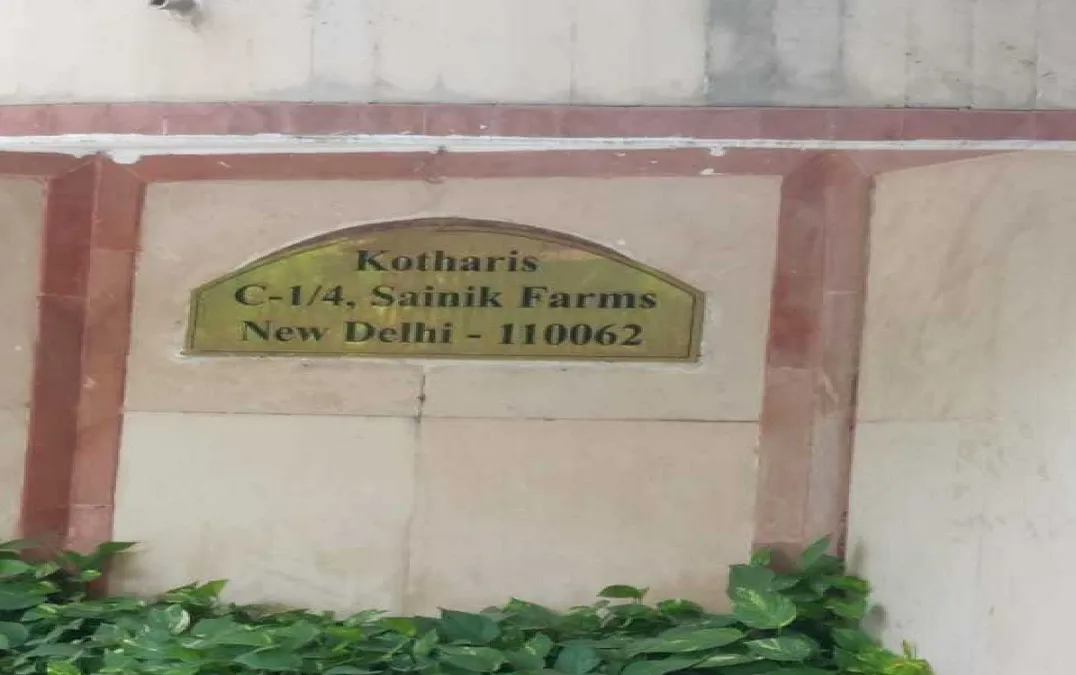 Kotharis
C-1/4, Sainik Farms
New Delhi - 110062